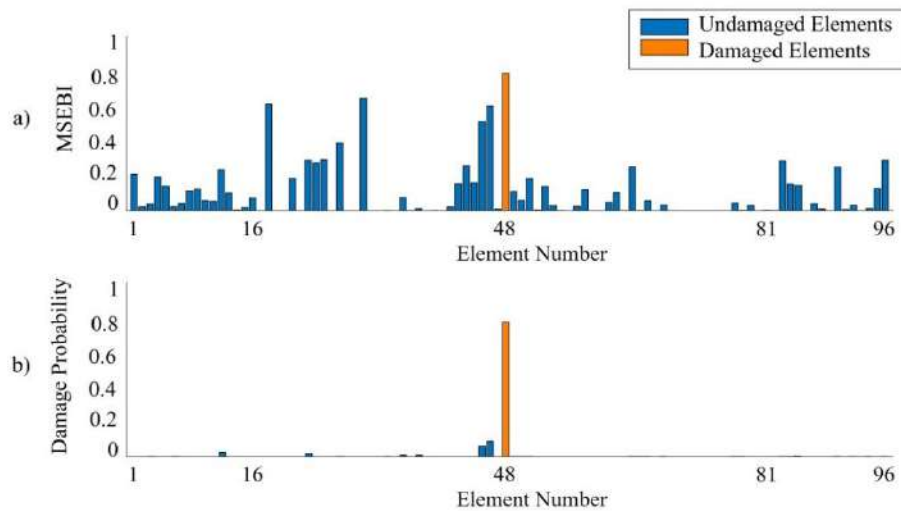 Undamaged Elements
Damaged Elements
a)
MSEBI
1
0.8
0.6
0.4
0.2
0
1 16 48 81 96
Element Number
b)
Damage Probability
1
0.8
0.6
0.4
0.2
0
1 16 48 81 96
Element Number